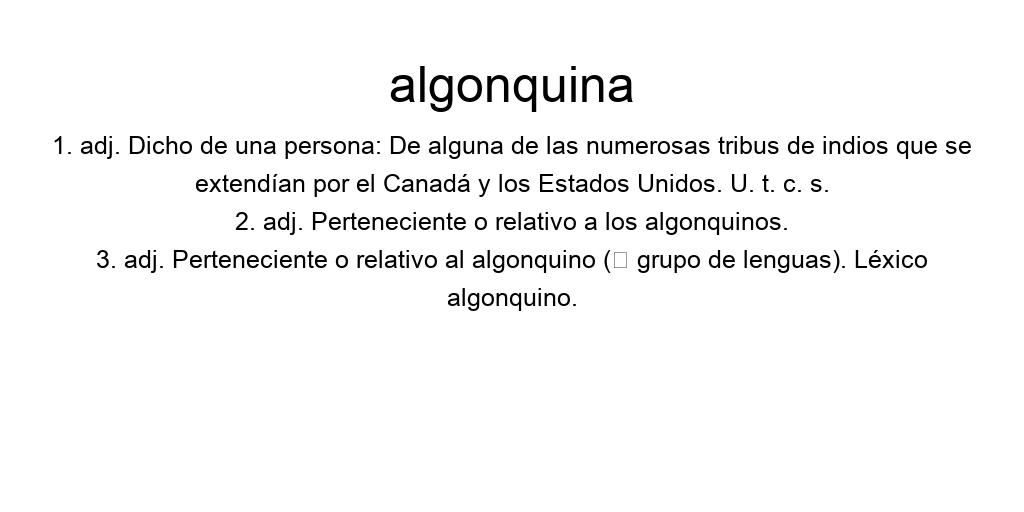 algonquina
1. adj. Dicho de una persona: De alguna de las numerosas tribus de indios que se
extendían por el Canadá y los Estados Unidos. U. t. c. s.
2. adj. Perteneciente o relativo a los algonquinos.
3. adj. Perteneciente o relativo al algonquino (▯ grupo de lenguas). Léxico
algonquino.